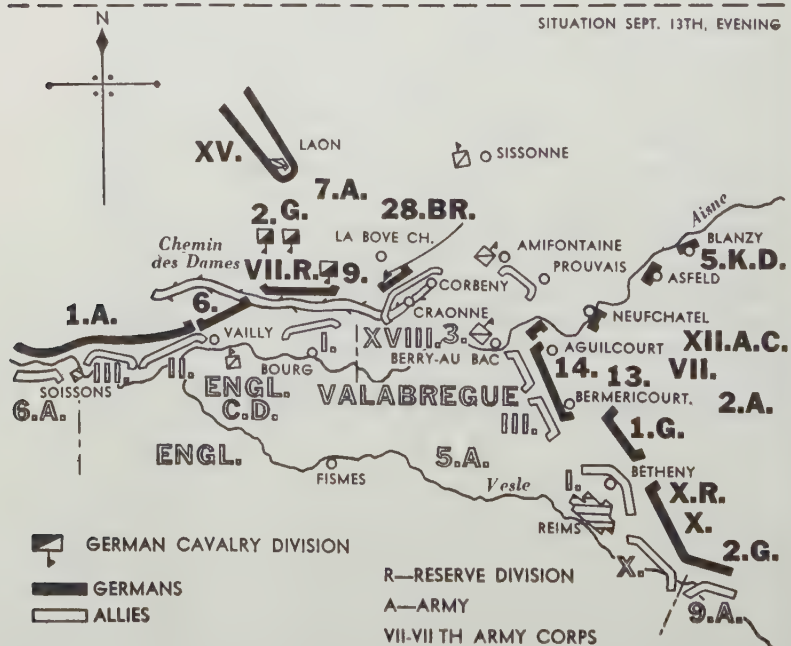 SITUATION SEPT. 13TH, EVENING
N
LAON
XV.
SISSONNE
7.A.
2.G.
28.BR.
Aisne
LA BOVE CH.
AMIFONTAINE
BLANZY
Chemin
des Dames
VII.R.
9.
PROUVAIS
5.K.D.
ASFELD
CORBENY
6.
CRAONNE
NEUFCHATEL
1.A.
VAILLY
I.
XVIII.
3.
XII.A.C.
BERRY-AU BAC
AGUILCOURT
III.
II.
BOURG
14.
13.
VII.
SOISSONS
ENGL.
C.D.
VALABREGUE
BERMERICOURT.
6.A.
III.
2.A.
1.G.
ENGL.
5.A.
BETHENY
FISMES
Vesle
I.
X.R.
X.
REIMS
GERMAN CAVALRY DIVISION
2.G.
X.
R—RESERVE DIVISION
GERMANS
9.A.
A—ARMY
ALLIES
VII-VII TH ARMY CORPS